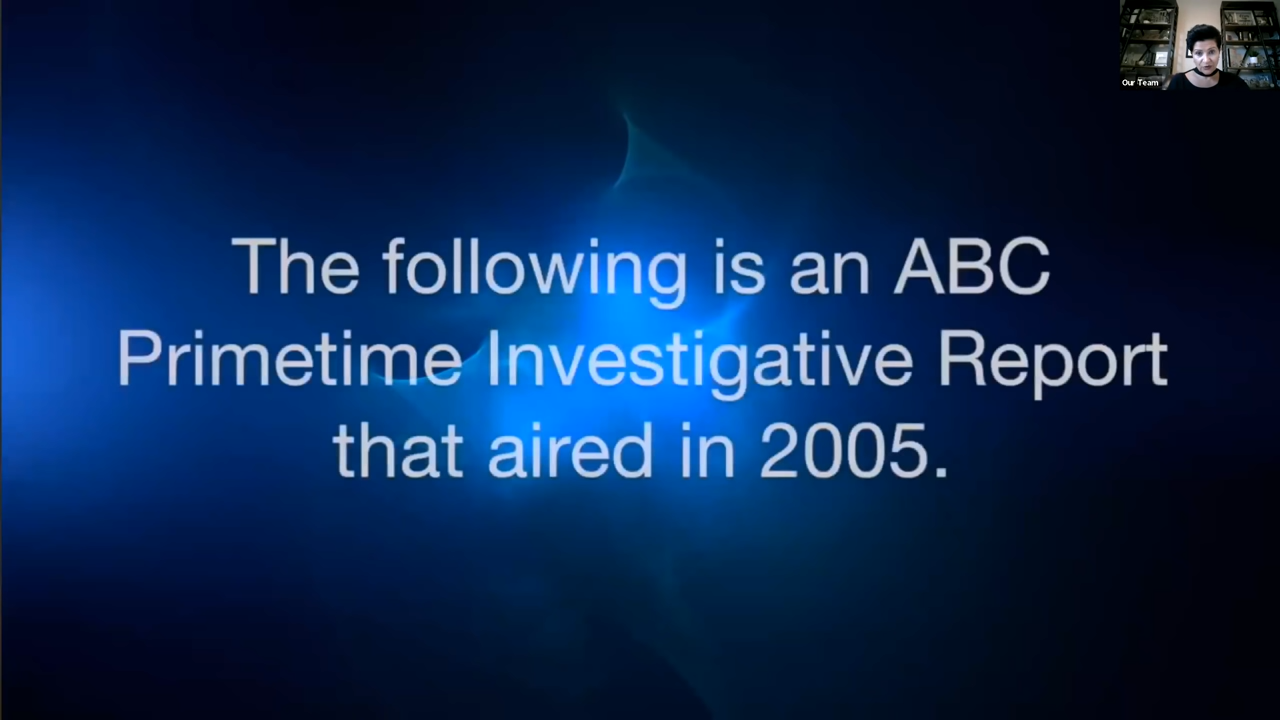 Our Team
The following is an ABC
Primetime Investigative Report
that aired in 2005.